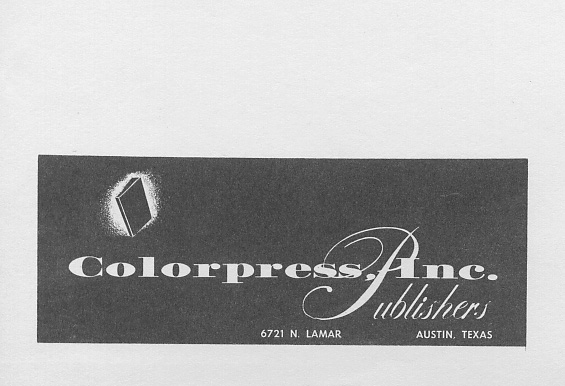 Colorpress, Inc.
Publishers
6721 N. LAMAR AUSTIN, TEXAS